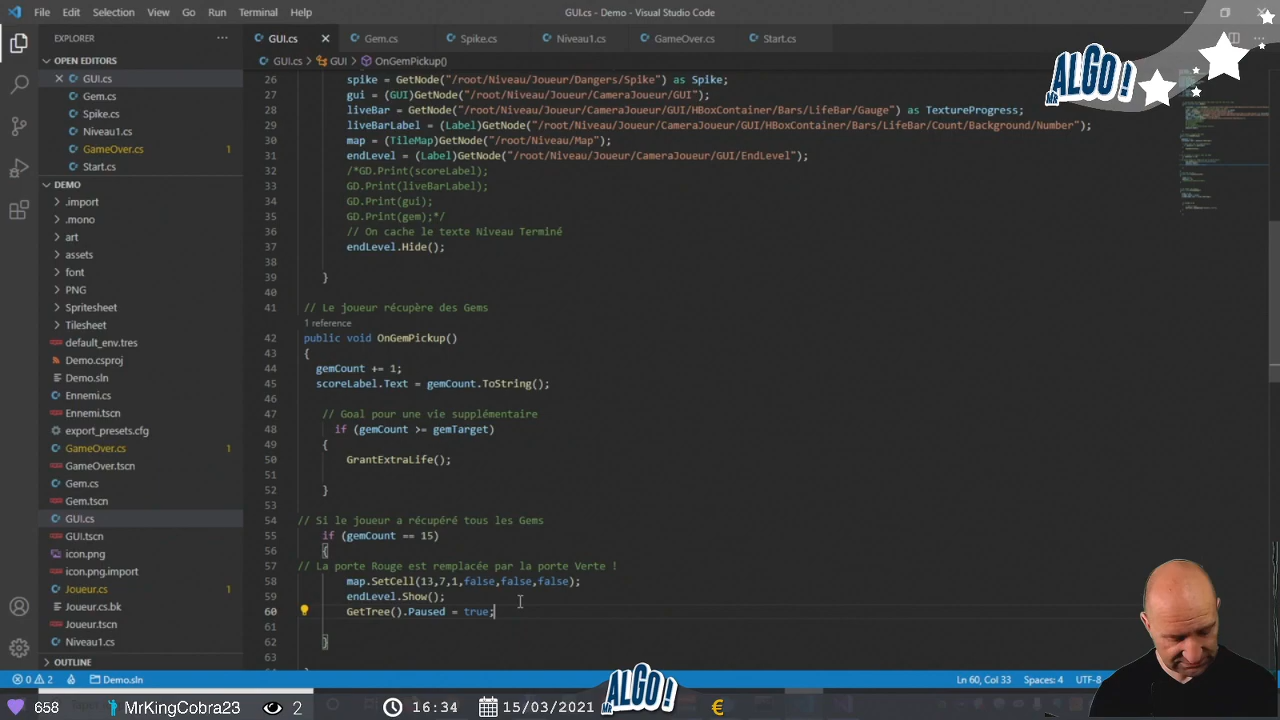 File Edit Selection View Go Run Terminal Help
GUI.cs - Demo - Visual Studio Code
EXPLORER
OPEN EDITORS
GUI.cs
Gem.cs
Spike.cs
Niveau1.cs
GameOver.cs 1
Start.cs
DEMO
.import
.mono
art
assets
font
PNG
Spritesheet
Tilesheet
default_env.tres
Demo.csproj
Demo.sln
Ennemi.cs
Ennemi.tscn
export_presets.cfg
GameOver.cs 1
GameOver.tscn
Gem.cs
Gem.tscn
GUI.cs
GUI.tscn
icon.png
icon.png.import
Joueur.cs
Joueur.cs.bk
Joueur.tscn
Niveau1.cs
OUTLINE
GUI.cs Gem.cs Spike.cs Niveau1.cs GameOver.cs Start.cs
GUI.cs > GUI > OnGemPickup()
26 spike = GetNode("/root/Niveau/Joueur/Dangers/Spike") as Spike;
27 gui = (GUI)GetNode("/root/Niveau/Joueur/CameraJoueur/GUI");
28 liveBar = GetNode("/root/Niveau/Joueur/CameraJoueur/GUI/HBoxContainer/Bars/LifeBar/Gauge") as TextureProgress;
29 liveBarLabel = (Label)GetNode("/root/Niveau/Joueur/CameraJoueur/GUI/HBoxContainer/Bars/LifeBar/Count/Background/Number");
30 map = (TileMap)GetNode("/root/Niveau/Map");
31 endLevel = (Label)GetNode("/root/Niveau/Joueur/CameraJoueur/GUI/EndLevel");
32 /*GD.Print(scoreLabel);
33 GD.Print(liveBarLabel);
34 GD.Print(gui);
35 GD.Print(gem);*/
36 // On cache le texte Niveau Terminé
37 endLevel.Hide();
38
39 }
40
41 // Le joueur récupère des Gems
1 reference
42 public void OnGemPickup()
43 {
44 gemCount += 1;
45 scoreLabel.Text = gemCount.ToString();
46
47 // Goal pour une vie supplémentaire
48 if (gemCount >= gemTarget)
49 {
50 GrantExtraLife();
51
52 }
53
54 // Si le joueur a récupéré tous les Gems
55 if (gemCount == 15)
56 {
57 // La porte Rouge est remplacée par la porte Verte !
58 map.SetCell(13,7,1,false,false,false);
59 endLevel.Show();
60 GetTree().Paused = true;
61
62 }
63
Mr ALGO !
0 2 Demo.sln
Ln 60, Col 33 Spaces: 4 UTF-8
Mr ALGO !
658 MrKingCobra23 2 16:34 15/03/2021 €